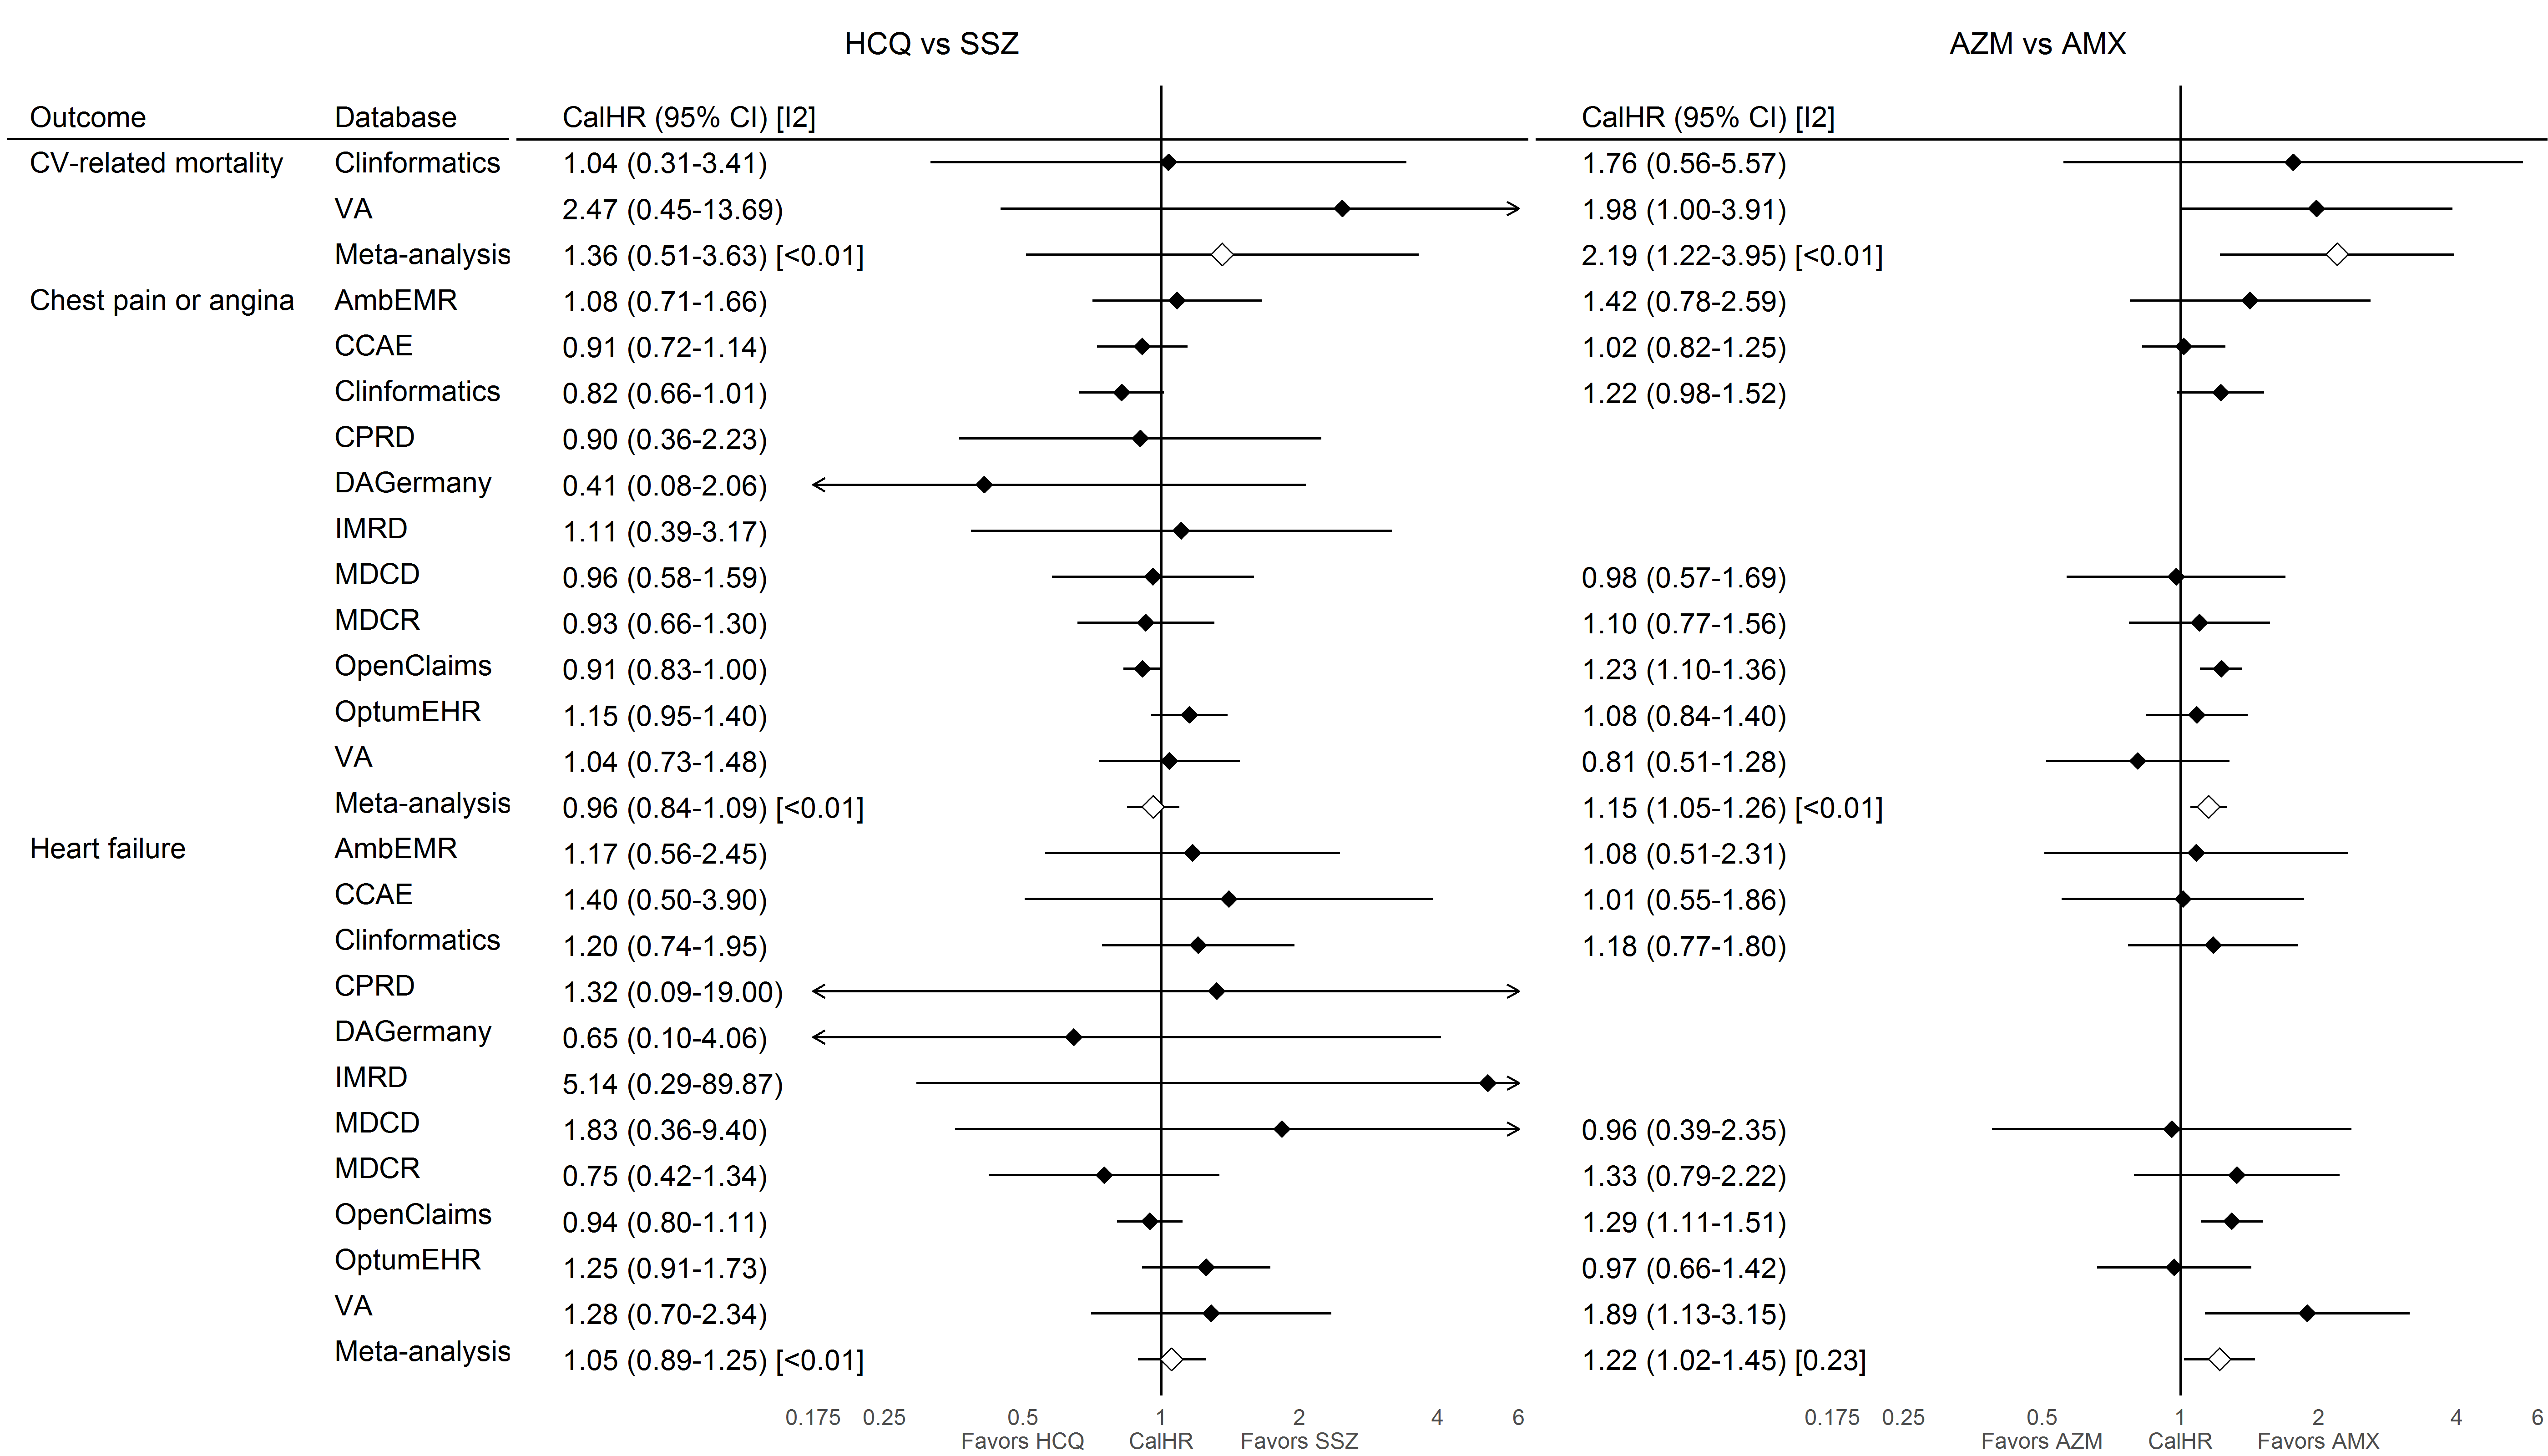 HCQ vs SSZ AZM vs AMX
Outcome Database CalHR (95% CI) [I2] CalHR (95% CI) [I2]
CV-related mortality Clinformatics 1.04 (0.31-3.41) 1.76 (0.56-5.57)
VA 2.47 (0.45-13.69) 1.98 (1.00-3.91)
Meta-analysis 1.36 (0.51-3.63) [<0.01] 2.19 (1.22-3.95) [<0.01]
Chest pain or angina AmbEMR 1.08 (0.71-1.66) 1.42 (0.78-2.59)
CCAE 0.91 (0.72-1.14) 1.02 (0.82-1.25)
Clinformatics 0.82 (0.66-1.01) 1.22 (0.98-1.52)
CPRD 0.90 (0.36-2.23)
DAGermany 0.41 (0.08-2.06)
IMRD 1.11 (0.39-3.17)
MDCD 0.96 (0.58-1.59) 0.98 (0.57-1.69)
MDCR 0.93 (0.66-1.30) 1.10 (0.77-1.56)
OpenClaims 0.91 (0.83-1.00) 1.23 (1.10-1.36)
OptumEHR 1.15 (0.95-1.40) 1.08 (0.84-1.40)
VA 1.04 (0.73-1.48) 0.81 (0.51-1.28)
Meta-analysis 0.96 (0.84-1.09) [<0.01] 1.15 (1.05-1.26) [<0.01]
Heart failure AmbEMR 1.17 (0.56-2.45) 1.08 (0.51-2.31)
CCAE 1.40 (0.50-3.90) 1.01 (0.55-1.86)
Clinformatics 1.20 (0.74-1.95) 1.18 (0.77-1.80)
CPRD 1.32 (0.09-19.00)
DAGermany 0.65 (0.10-4.06)
IMRD 5.14 (0.29-89.87)
MDCD 1.83 (0.36-9.40) 0.96 (0.39-2.35)
MDCR 0.75 (0.42-1.34) 1.33 (0.79-2.22)
OpenClaims 0.94 (0.80-1.11) 1.29 (1.11-1.51)
OptumEHR 1.25 (0.91-1.73) 0.97 (0.66-1.42)
VA 1.28 (0.70-2.34) 1.89 (1.13-3.15)
Meta-analysis 1.05 (0.89-1.25) [<0.01] 1.22 (1.02-1.45) [0.23]
0.175 0.25 0.5 1 2 4 6 0.175 0.25 0.5 1 2 4 6
Favors HCQ CalHR Favors SSZ Favors AZM CalHR Favors AMX